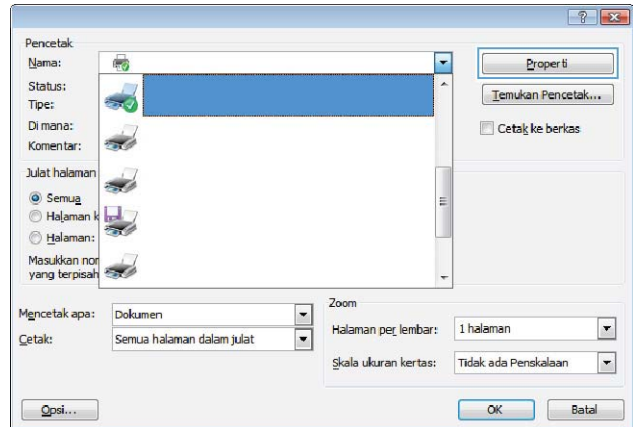 Pencetak
Nama:
Properti
Status:
Temukan Pencetak...
Tipe:
Di mana:
Cetak ke berkas
Komentar:
Julat halaman
Semua
Halaman k
Halaman:
Masukkan nor
yang terpisah
Mencetak apa:
Dokumen
Cetak:
Semua halaman dalam julat
Zoom
Halaman per lembar:
1 halaman
Skala ukuran kertas:
Tidak ada Penskalaan
Opsi...
OK
Batal